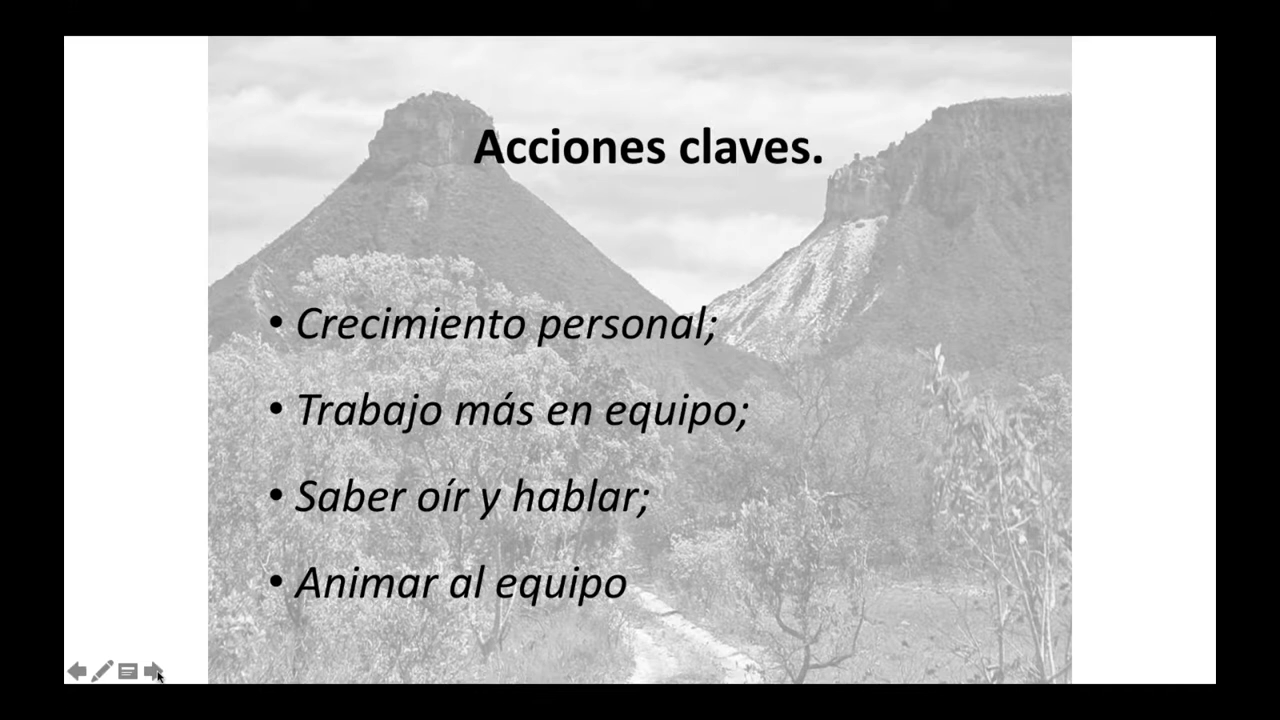 Acciones claves.
• Crecimiento personal;
• Trabajo más en equipo;
• Saber oír y hablar;
• Animar al equipo